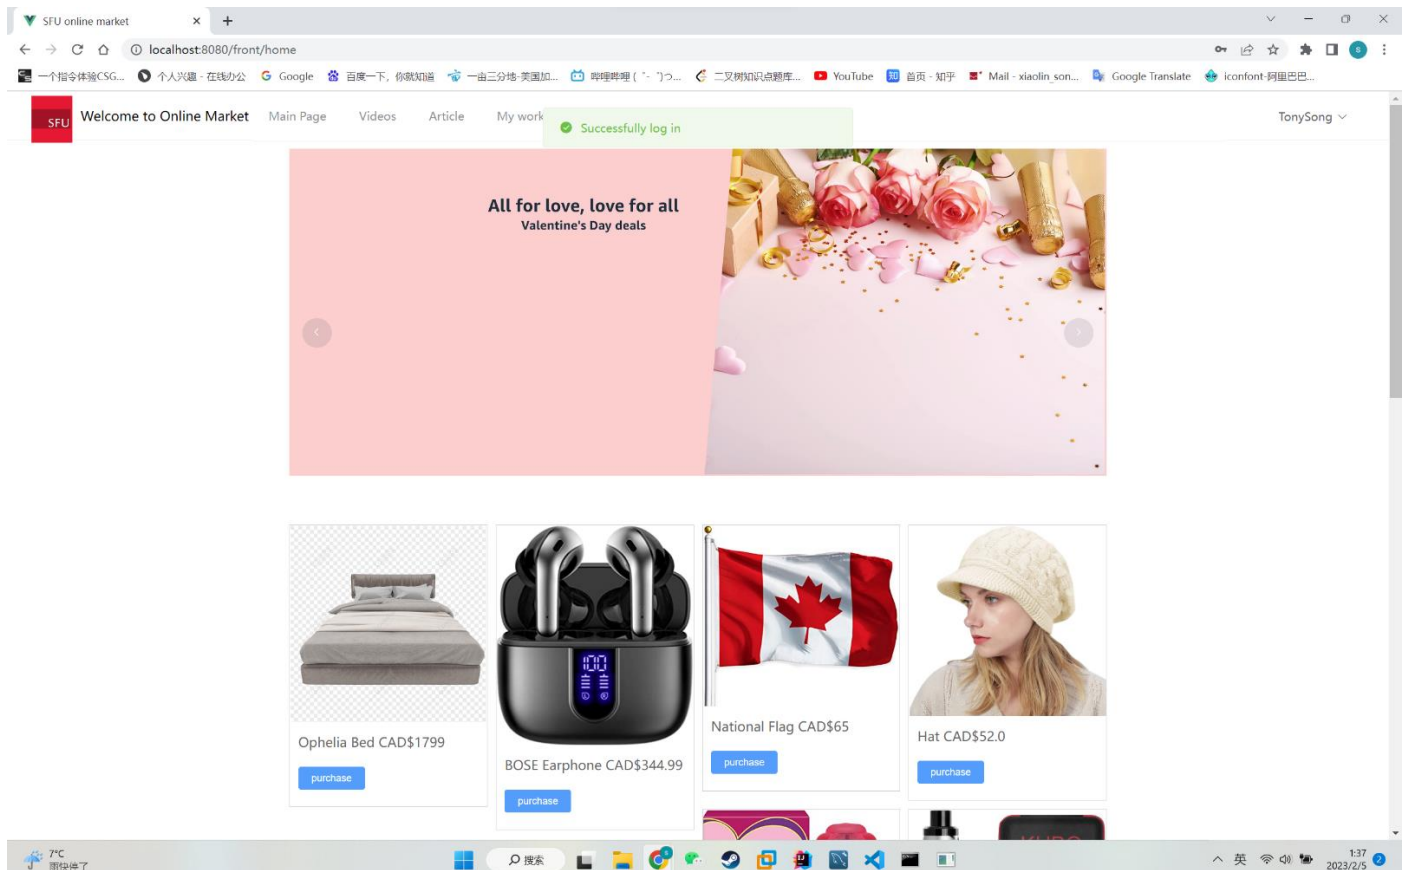 SFU online market
localhost:8080/front/home
一个指令体验CSG...
个人兴趣 - 在线办公
Google
百度一下，你就知道
一亩三分地-美国加...
哔哩哔哩 ( ゜- ゜)つ...
二叉树知识点题库...
YouTube
首页 - 知乎
Mail - xiaolin_son...
Google Translate
iconfont-阿里巴巴...
SFU
Welcome to Online Market
Main Page
Videos
Article
My work
Successfully log in
TonySong
All for love, love for all
Valentine's Day deals
100
Ophelia Bed CAD$1799
purchase
BOSE Earphone CAD$344.99
purchase
National Flag CAD$65
purchase
Hat CAD$52.0
purchase
7°C
雨快停了
搜索
英
1:37
2023/2/5
2